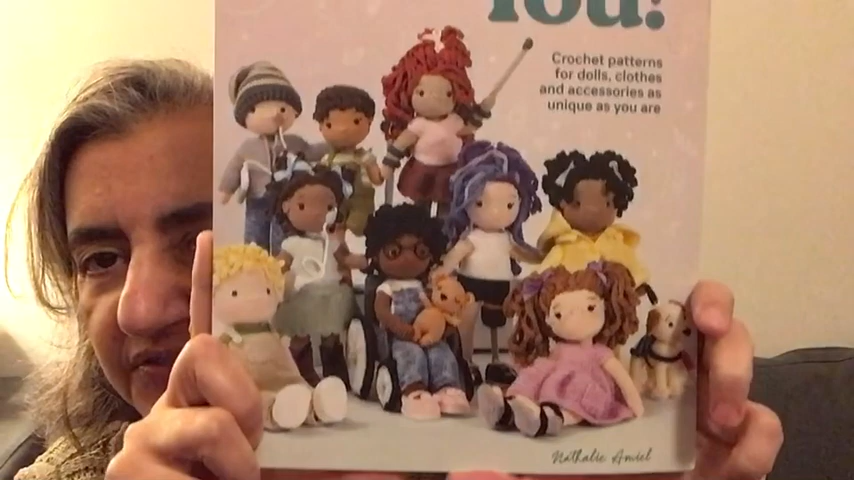 You!
Crochet patterns
for dolls, clothes
and accessories as
unique as you are
Nathalie Amiel